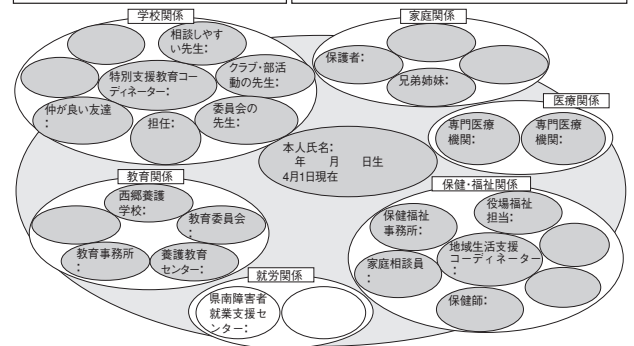 学校関係
相談しやす
い先生:
特別支援教育コー
ディネーター:
クラブ・部活
動の先生:
仲が良い友達
:
担任:
委員会の
先生:
家庭関係
保護者:
兄弟姉妹:
医療関係
専門医療
機関:
専門医療
機関:
本人氏名:
年 月 日生
4月1日現在
教育関係
西郷養護
学校:
教育委員会
:
教育事務所
:
養護教育
センター:
保健・福祉関係
役場福祉
担当:
保健福祉
事務所:
地域生活支援
コーディネーター
:
家庭相談員
:
保健師:
就労関係
県南障害者
就業支援セ
ンター: